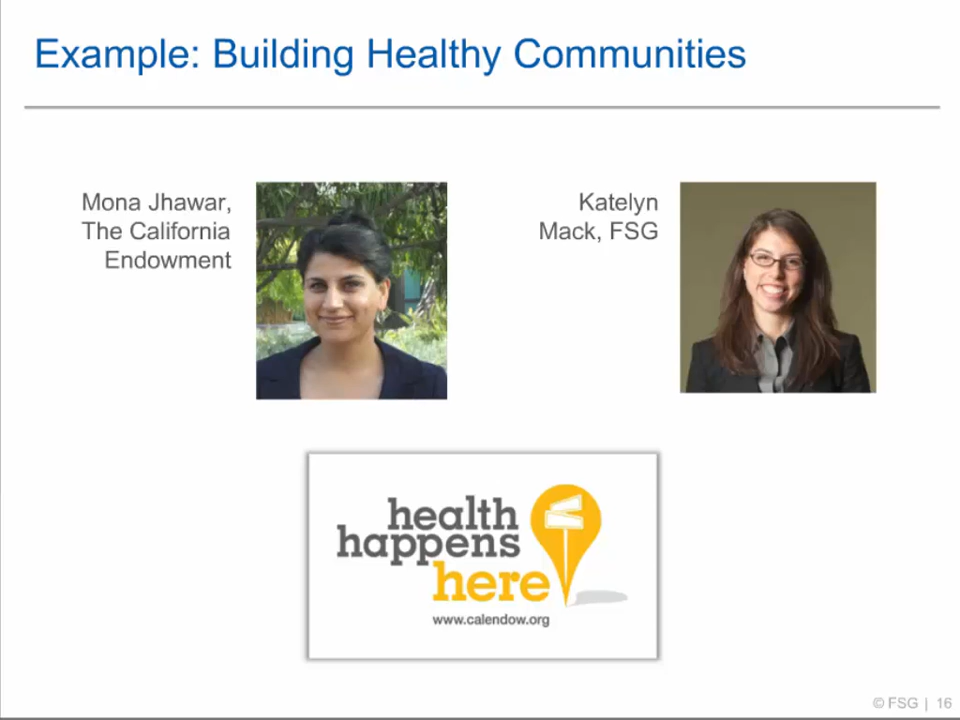 Example: Building Healthy Communities
Mona Jhawar,
The California
Endowment
Katelyn
Mack, FSG
health
happens
here
www.calendow.org
© FSG | 16